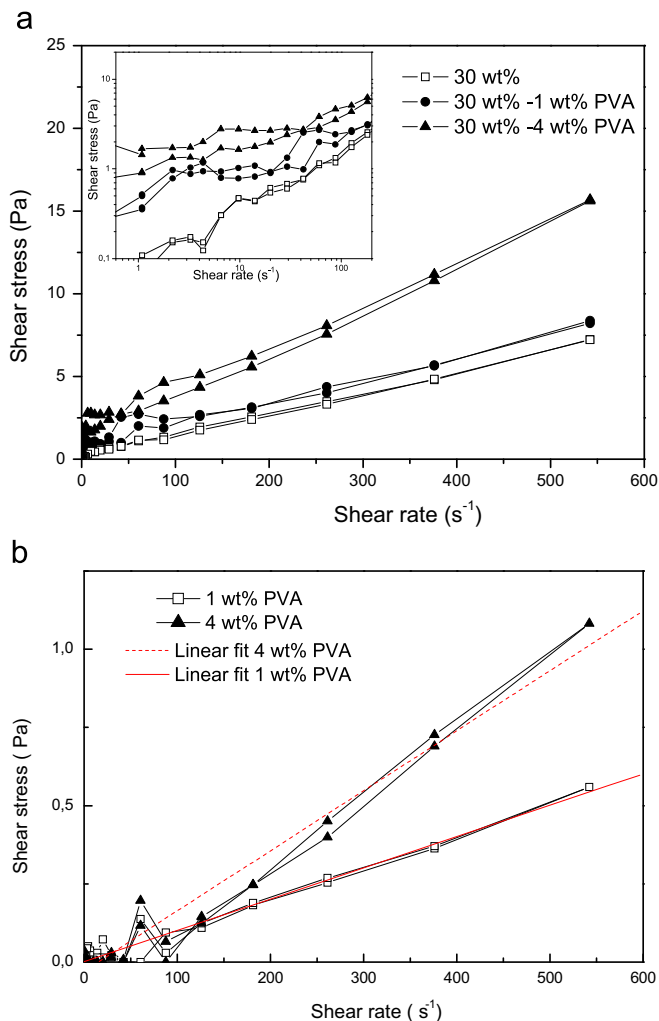 a
25
20
15
10
5
0
Shear stress (Pa)
0 100 200 300 400 500 600
Shear rate (s-1)
30 wt%
30 wt% -1 wt% PVA
30 wt% -4 wt% PVA
10
1
0,1
Shear stress (Pa)
1 10 100
Shear rate (s-1)
b
1 wt% PVA
4 wt% PVA
Linear fit 4 wt% PVA
Linear fit 1 wt% PVA
1,0
0,5
0,0
Shear stress ( Pa)
0 100 200 300 400 500 600
Shear rate ( s-1)